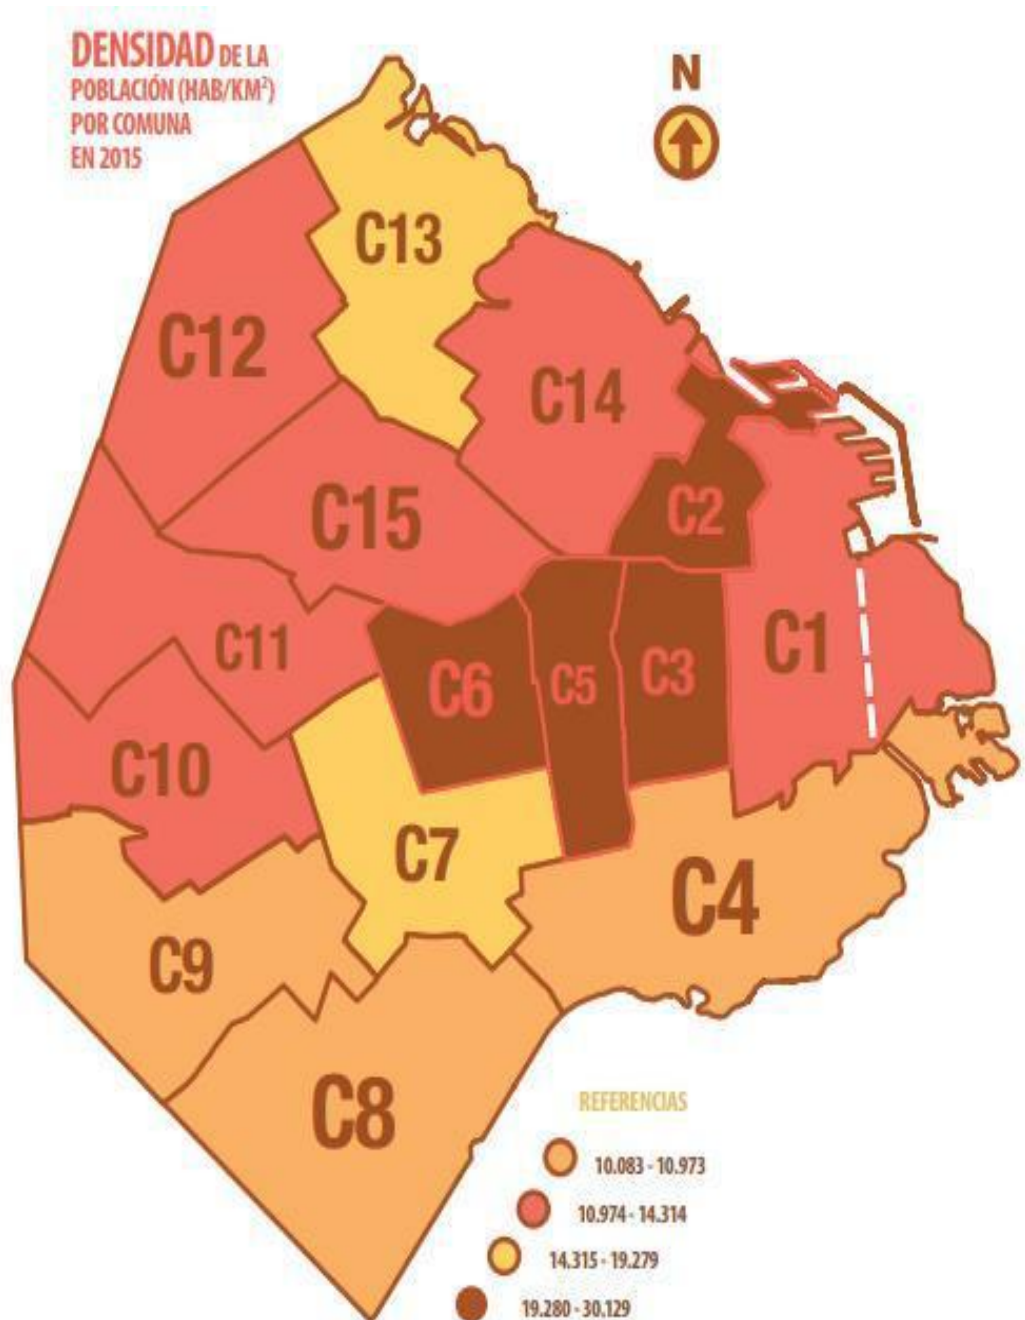 DENSIDAD DE LA
POBLACIÓN (HAB/KM²)
POR COMUNA
EN 2015
N
C13
C12
C14
C15
C2
C11
C6
C5
C3
C1
C10
C7
C4
C9
C8
REFERENCIAS
10.083 - 10.973
10.974 - 14.314
14.315 - 19.279
19.280 - 30.129